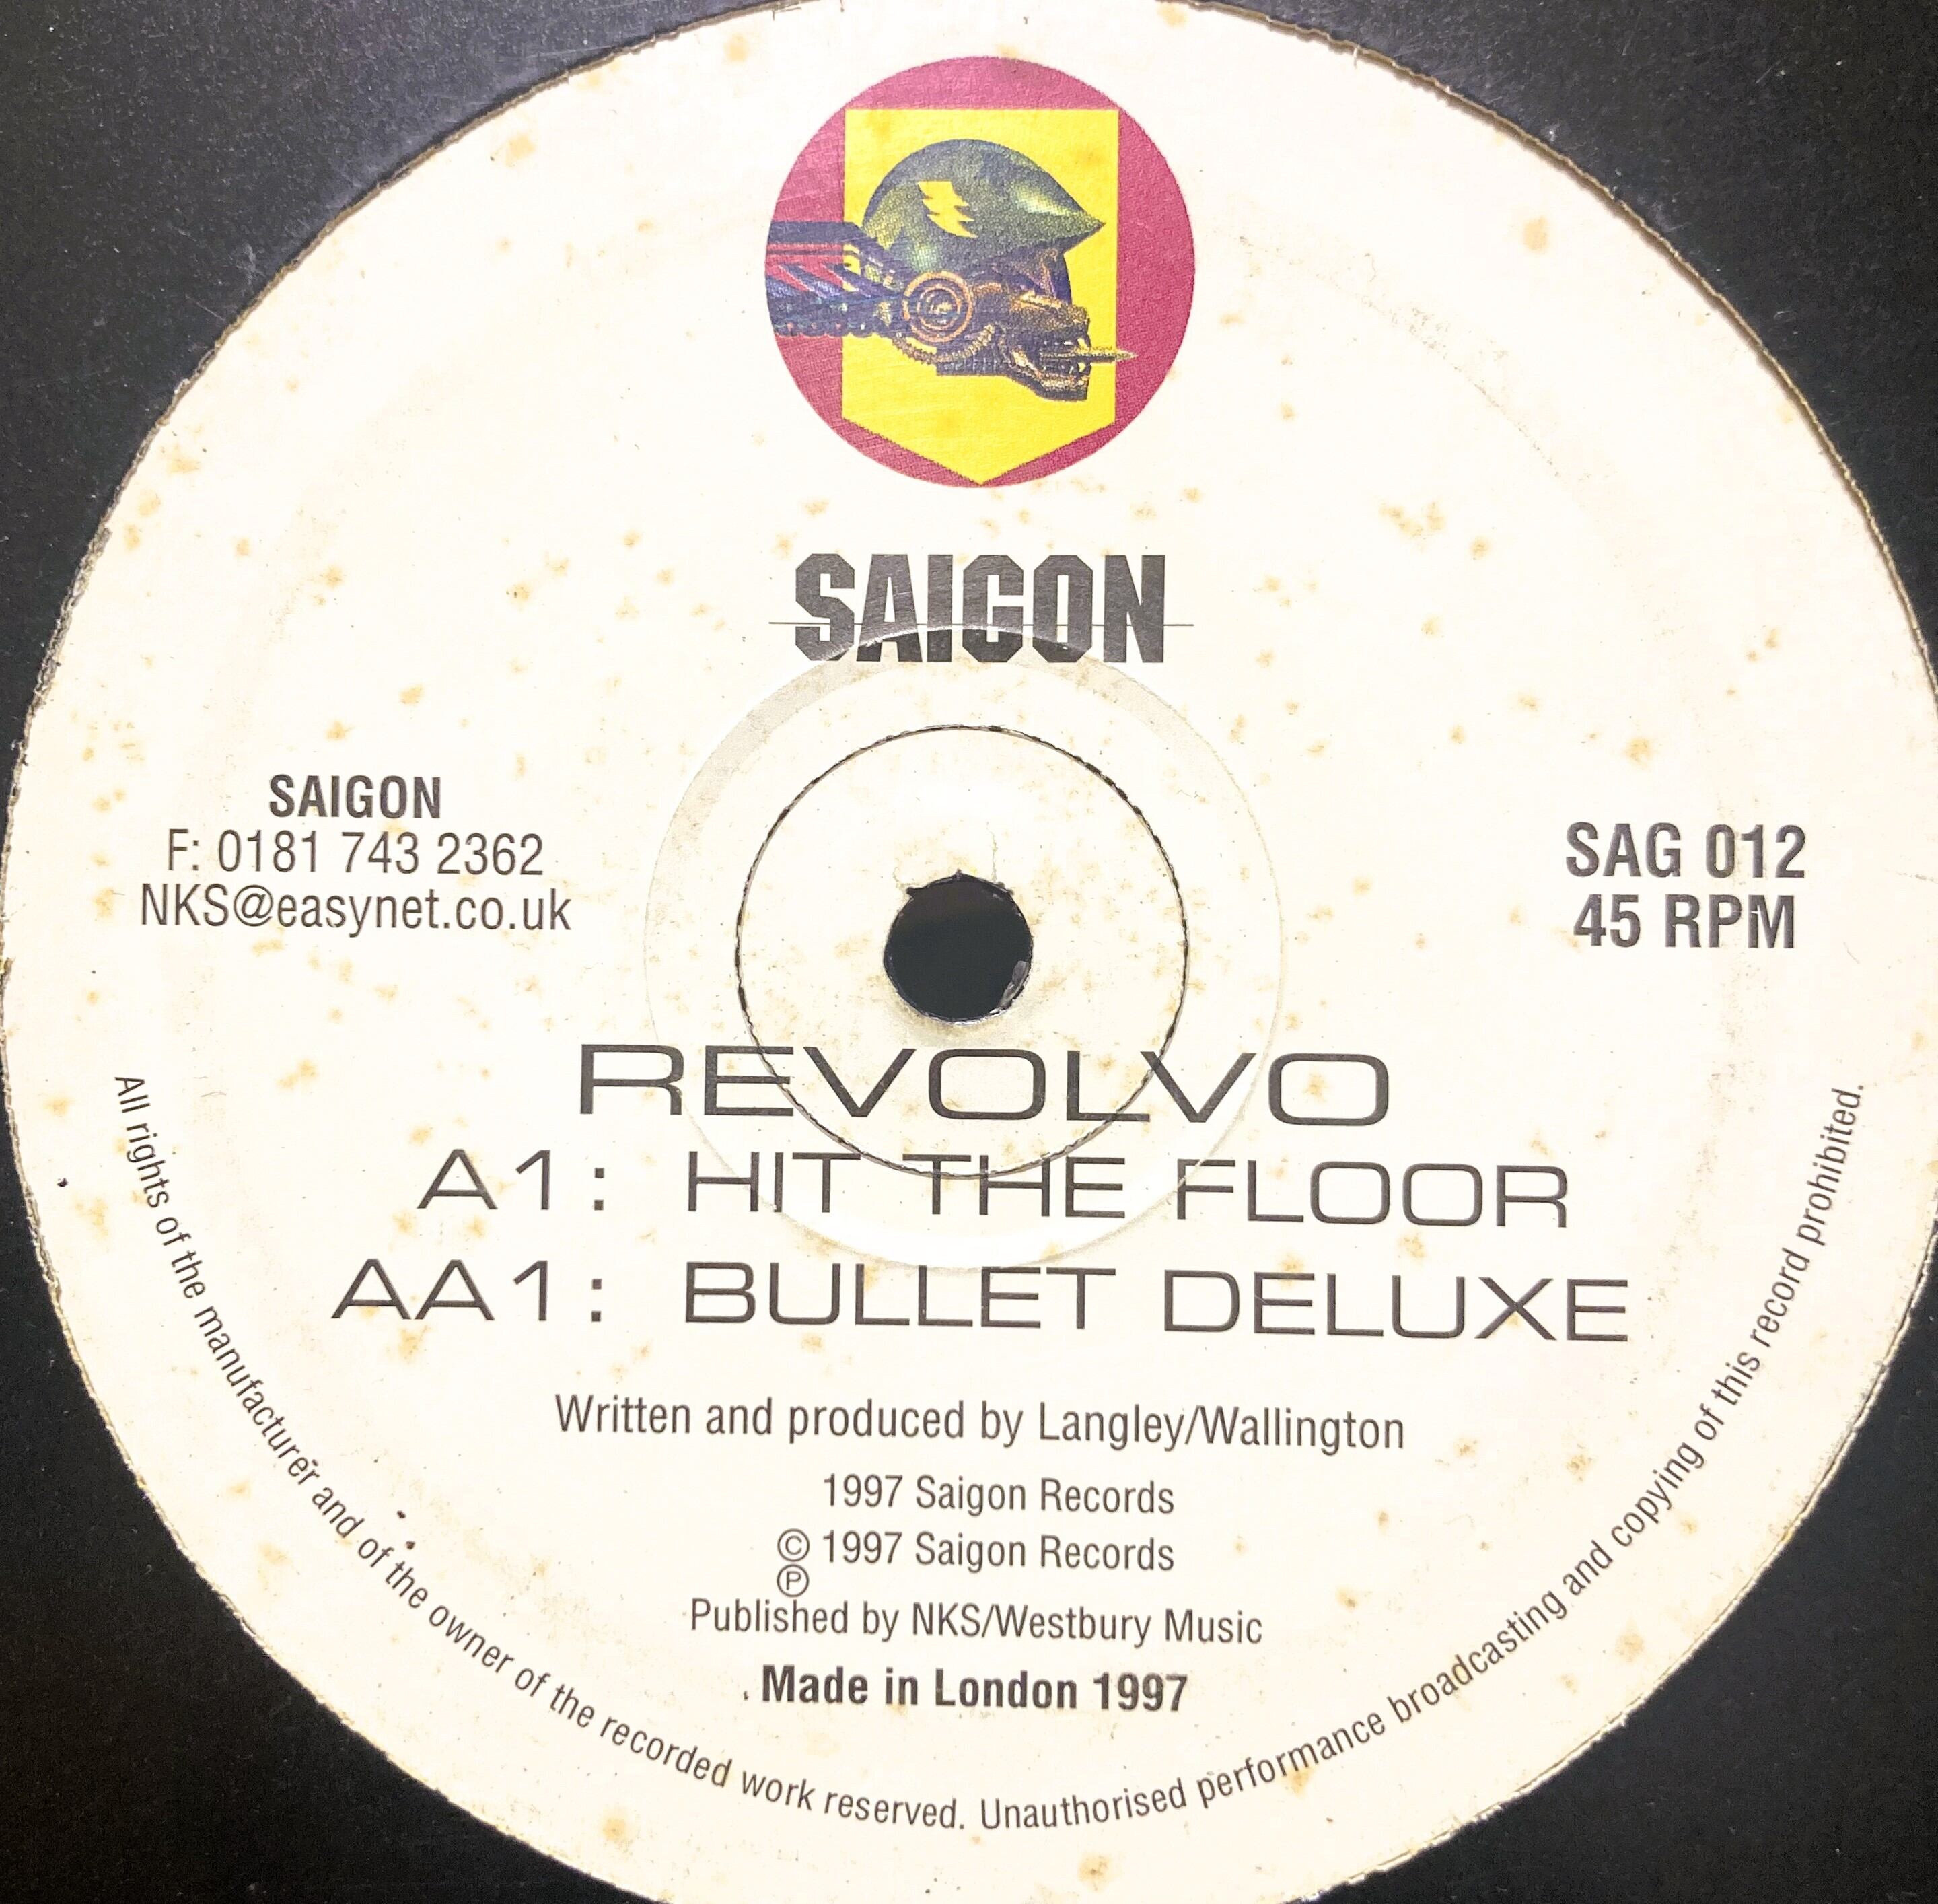 SAIGON
SAIGON
F: 0181 743 2362
NKS@easynet.co.uk
SAG 012
45 RPM
REVOLVO
A1: HIT THE FLOOR
AA1: BULLET DELUXE
Written and produced by Langley/Wallington
1997 Saigon Records
© 1997 Saigon Records
℗
Published by NKS/Westbury Music
Made in London 1997
All rights of the manufacturer and of the owner of the recorded work reserved. Unauthorised performance broadcasting and copying of this record prohibited.